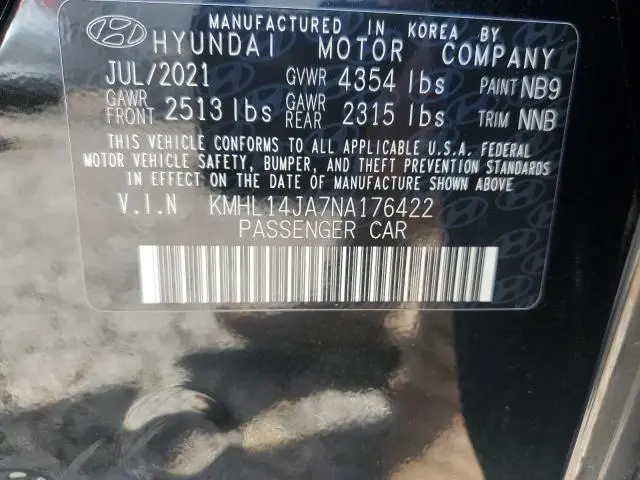 MANUFACTURED IN KOREA BY
HYUNDAI MOTOR COMPANY
JUL/2021 GVWR 4354 lbs PAINT NB9
GAWR FRONT 2513 lbs GAWR REAR 2315 lbs TRIM NNB
THIS VEHICLE CONFORMS TO ALL APPLICABLE U.S.A. FEDERAL
MOTOR VEHICLE SAFETY, BUMPER, AND THEFT PREVENTION STANDARDS
IN EFFECT ON THE DATE OF MANUFACTURE SHOWN ABOVE.
V.I.N KMHL14JA7NA176422
PASSENGER CAR